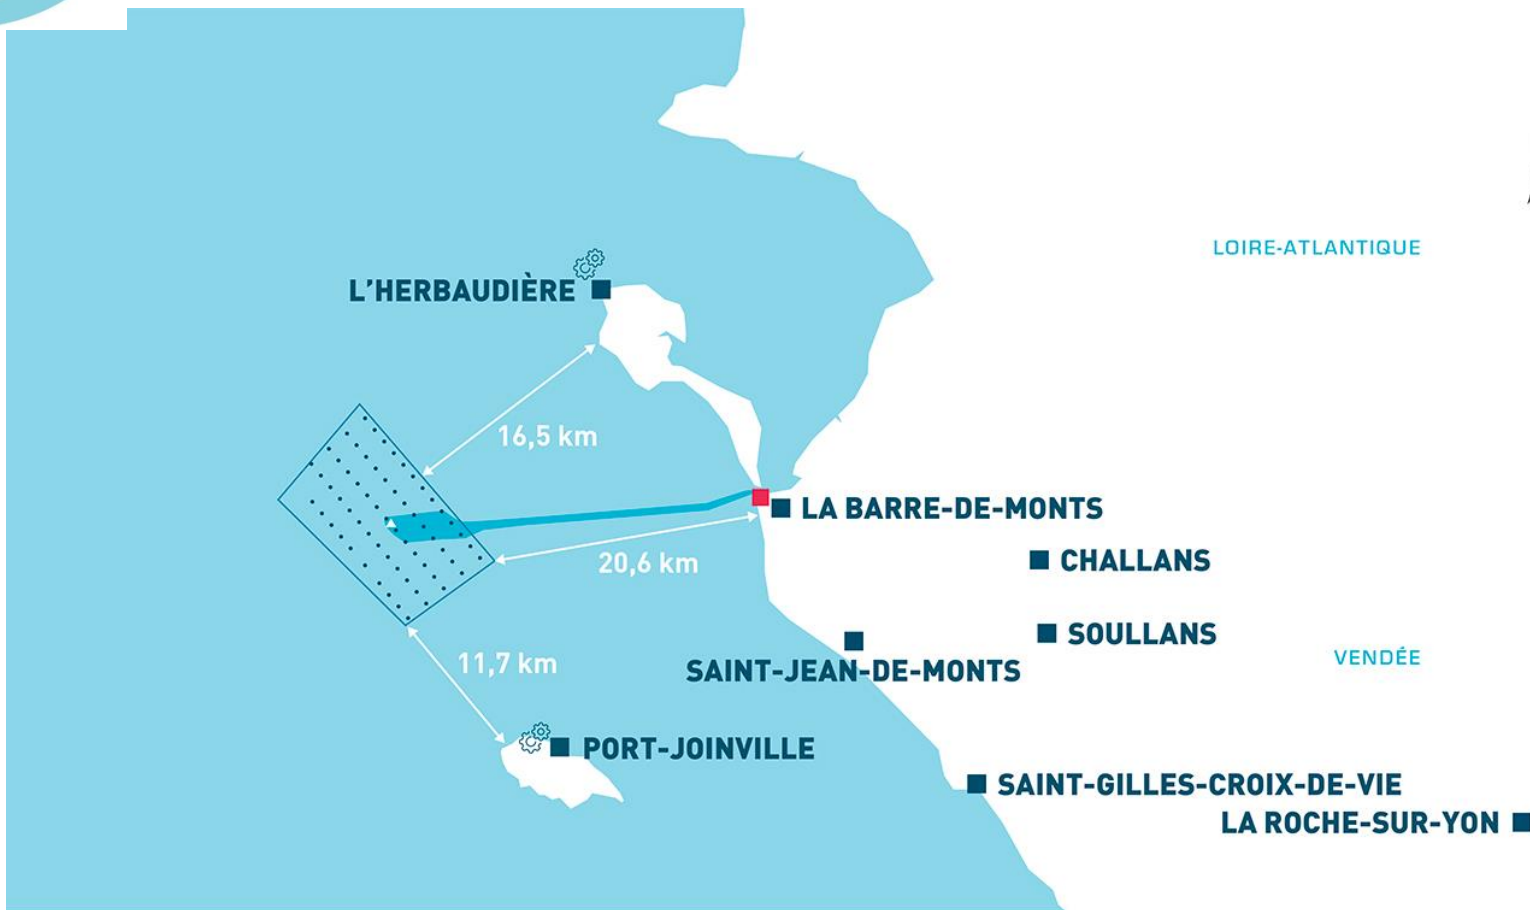 LOIRE-ATLANTIQUE
L'HERBAUDIÈRE
16,5 km
LA BARRE-DE-MONTS
20,6 km
CHALLANS
SOULLANS
VENDÉE
11,7 km
SAINT-JEAN-DE-MONTS
PORT-JOINVILLE
SAINT-GILLES-CROIX-DE-VIE
LA ROCHE-SUR-YON